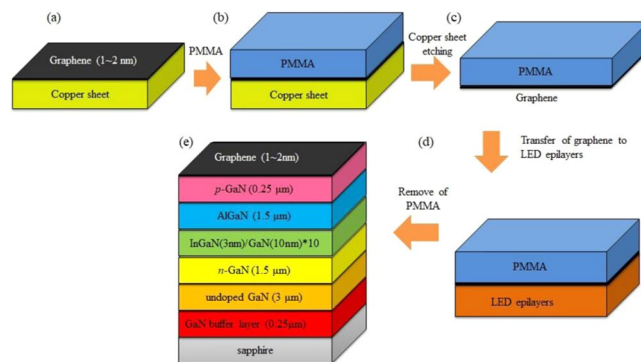 (a)
Graphene (1~2 nm)
Copper sheet
PMMA
(b)
PMMA
Copper sheet
Copper sheet
etching
(c)
PMMA
Graphene
Transfer of graphene to
LED epilayers
(d)
PMMA
LED epilayers
Remove of
PMMA
(e)
Graphene (1~2nm)
p-GaN (0.25 μm)
AlGaN (1.5 μm)
InGaN(3nm)/GaN(10nm)*10
n-GaN (1.5 μm)
undoped GaN (3 μm)
GaN buffer layer (0.25μm)
sapphire